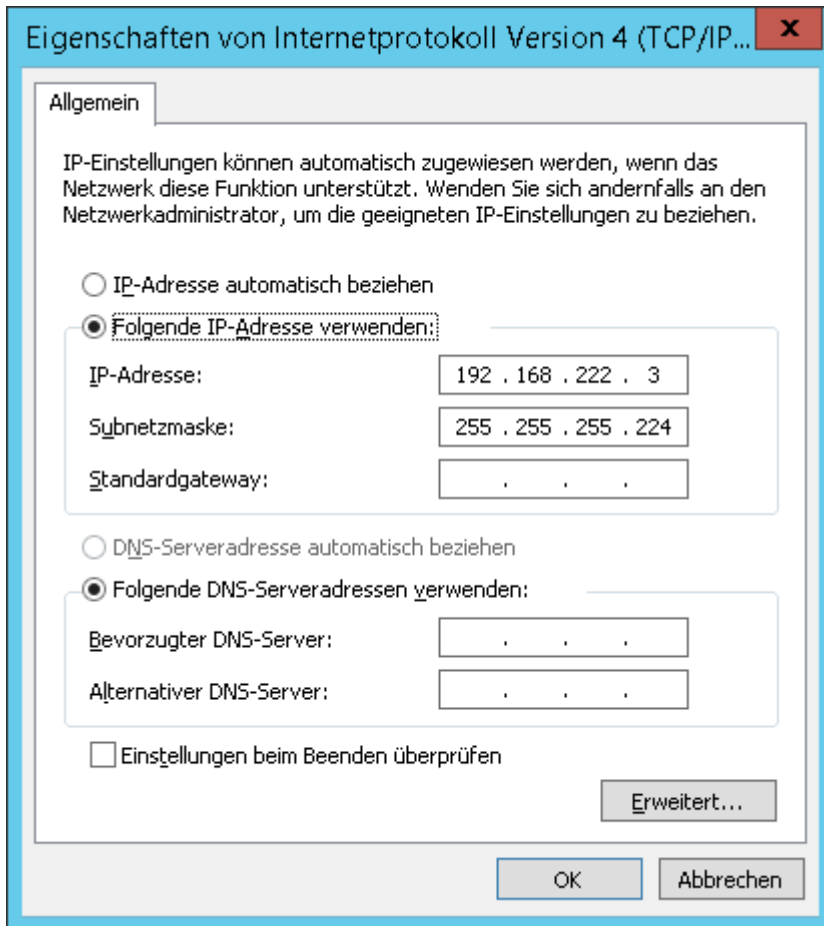 Eigenschaften von Internetprotokoll Version 4 (TCP/IP...
x
Allgemein
IP-Einstellungen können automatisch zugewiesen werden, wenn das
Netzwerk diese Funktion unterstützt. Wenden Sie sich andernfalls an den
Netzwerkadministrator, um die geeigneten IP-Einstellungen zu beziehen.
IP-Adresse automatisch beziehen
Folgende IP-Adresse verwenden:
IP-Adresse: 192 . 168 . 222 . 3
Subnetzmaske: 255 . 255 . 255 . 224
Standardgateway: . . .
DNS-Serveradresse automatisch beziehen
Folgende DNS-Serveradressen verwenden:
Bevorzugter DNS-Server: . . .
Alternativer DNS-Server: . . .
Einstellungen beim Beenden überprüfen
Erweitert...
OK Abbrechen